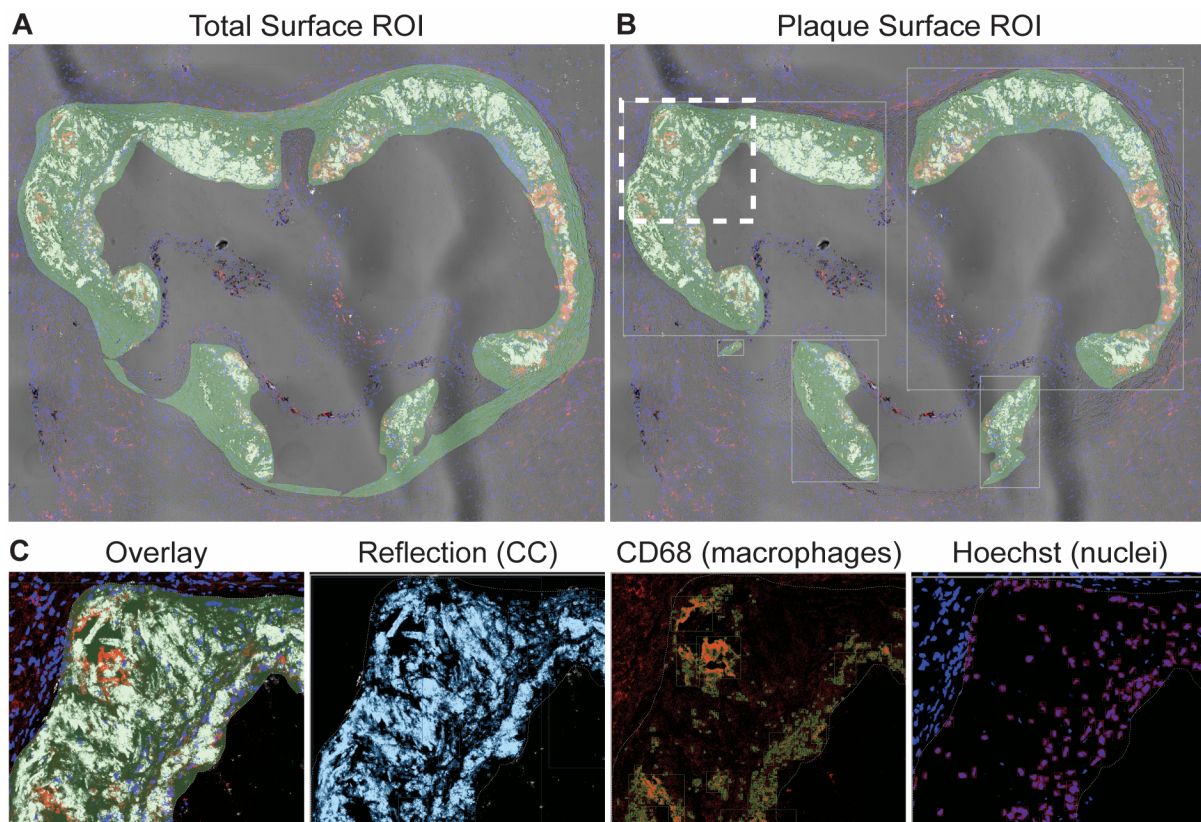 A Total Surface ROI
B Plaque Surface ROI
C Overlay
Reflection (CC)
CD68 (macrophages)
Hoechst (nuclei)